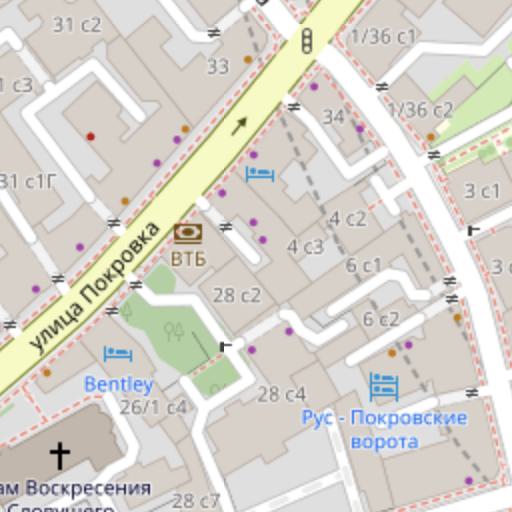 31 с2
1/36 с1
33
1 с3
34
1/36 с2
31 с1Г
3 с1
4 с2
4 с3
ВТБ
улица Покровка
6 с1
3
28 с2
6 с2
Bentley
26/1 с4
28 с4
Рус - Покровские
ворота
ам Воскресения
Словущего
28 с7